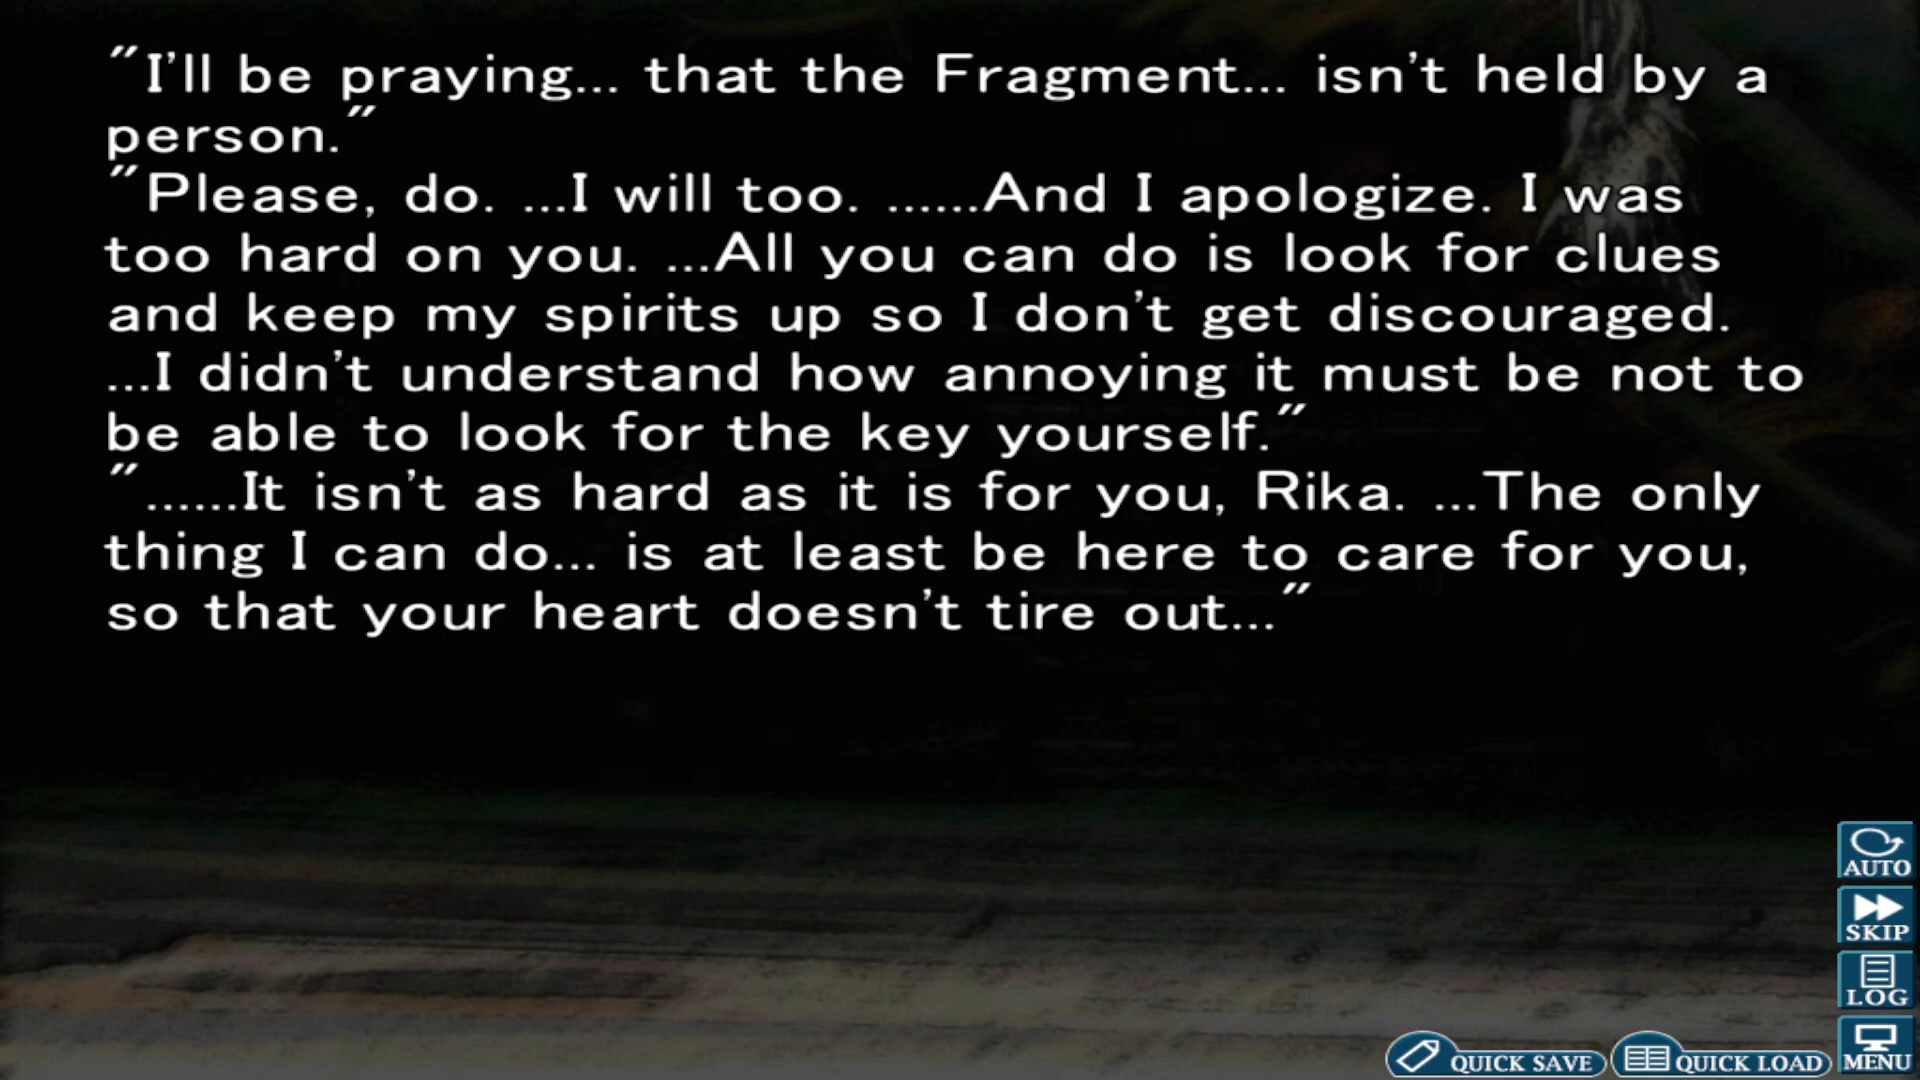 "I'll be praying... that the Fragment... isn't held by a
person."
"Please, do. ...I will too. ......And I apologize. I was
too hard on you. ...All you can do is look for clues
and keep my spirits up so I don't get discouraged.
...I didn't understand how annoying it must be not to
be able to look for the key yourself."
"......It isn't as hard as it is for you, Rika. ...The only
thing I can do... is at least be here to care for you,
so that your heart doesn't tire out..."
AUTO
SKIP
LOG
MENU
QUICK SAVE
QUICK LOAD